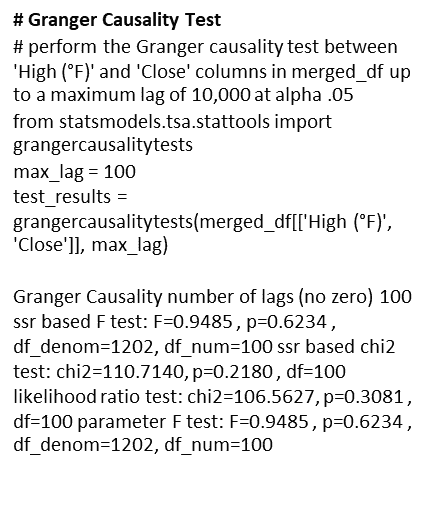 # Granger Causality Test
# perform the Granger causality test between
'High (°F)' and 'Close' columns in merged_df up
to a maximum lag of 10,000 at alpha .05
from statsmodels.tsa.stattools import
grangercausalitytests
max_lag = 100
test_results =
grangercausalitytests(merged_df[['High (°F)',
'Close']], max_lag)
Granger Causality number of lags (no zero) 100
ssr based F test: F=0.9485 , p=0.6234 ,
df_denom=1202, df_num=100 ssr based chi2
test: chi2=110.7140, p=0.2180 , df=100
likelihood ratio test: chi2=106.5627, p=0.3081 ,
df=100 parameter F test: F=0.9485 , p=0.6234 ,
df_denom=1202, df_num=100